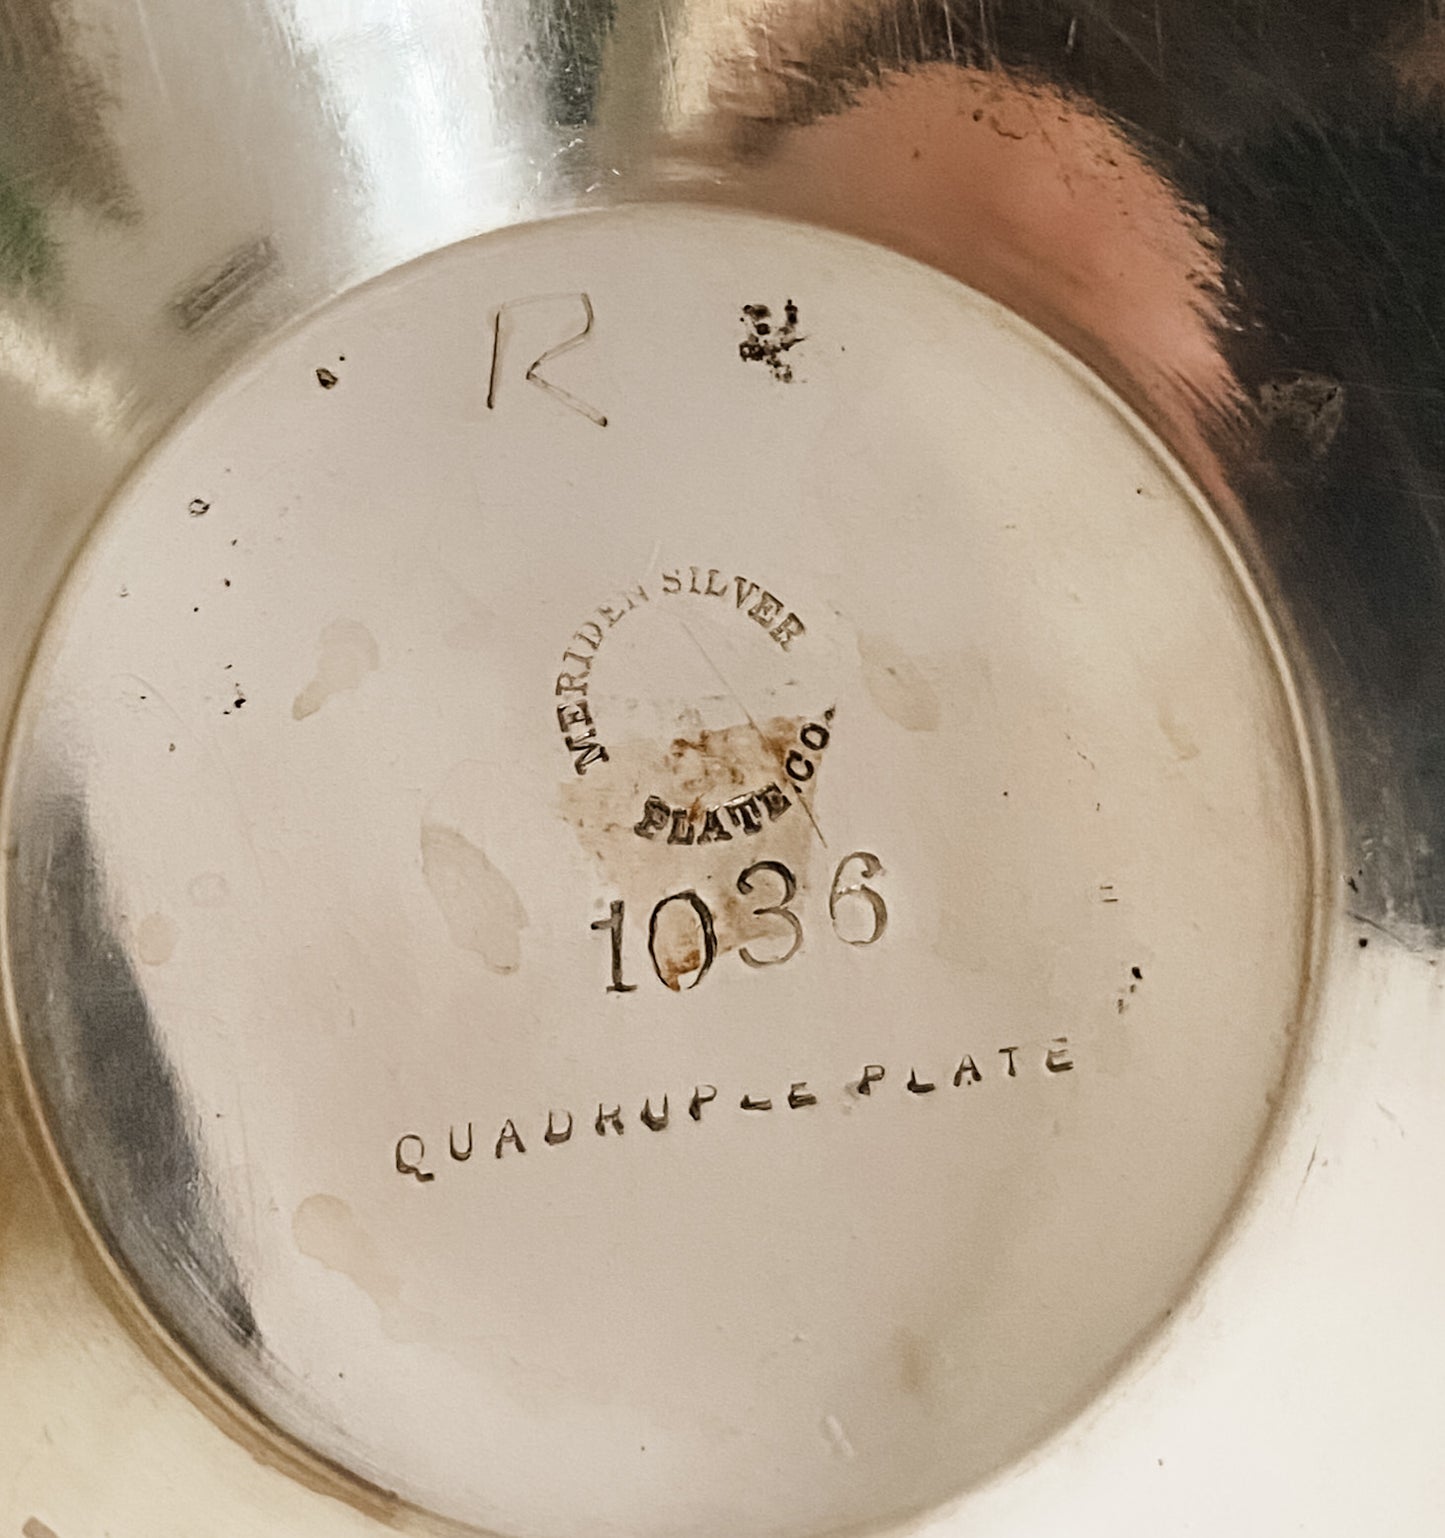 R
MERIDEN SILVER
PLATE CO.
1036
QUADRUPLE PLATE